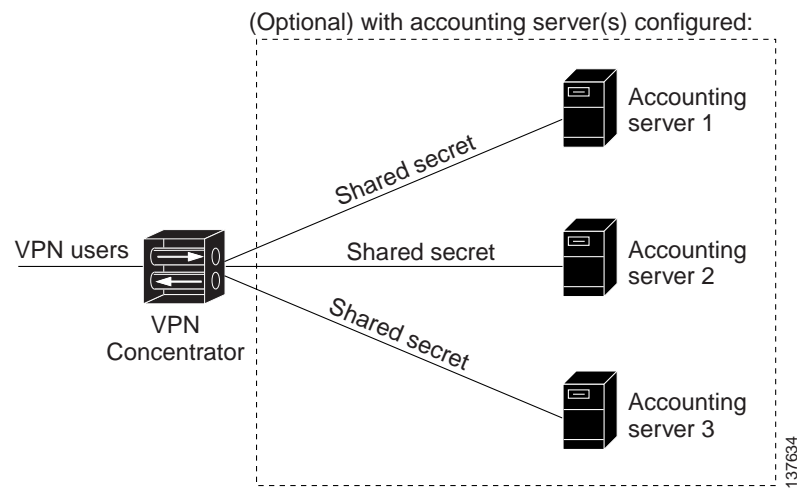 (Optional) with accounting server(s) configured:
Accounting
server 1
Shared secret
VPN users
Shared secret
Accounting
server 2
VPN
Concentrator
Shared secret
Accounting
server 3
137634